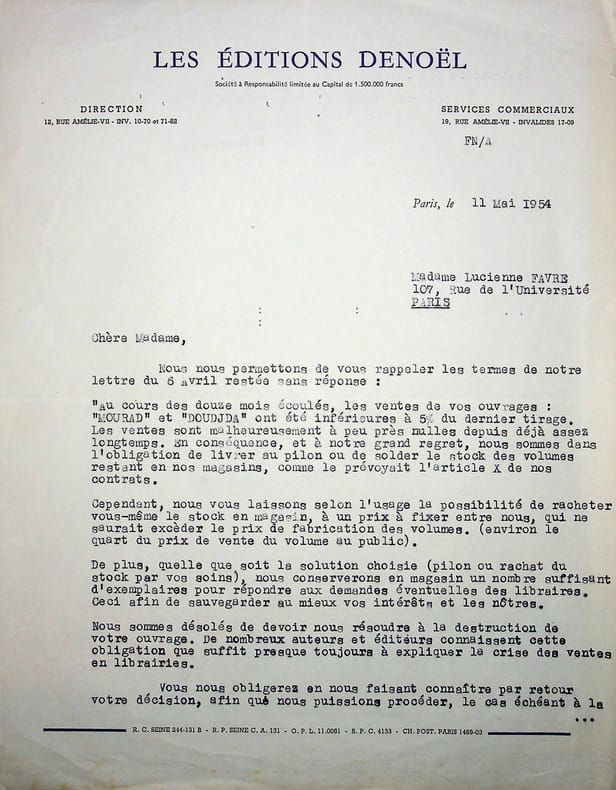 LES ÉDITIONS DENOËL
Société à Responsabilité limitée au Capital de 1.500.000 francs
DIRECTION
12, RUE AMÉLIE-VII - INV. 10-70 et 71-82
SERVICES COMMERCIAUX
19, RUE AMÉLIE-VII - INVALIDES 17-09
FN/A
Paris, le 11 Mai 1954
Madame Lucienne FAVRE
107, Rue de l'Université
PARIS
Chère Madame,
Nous nous permettons de vous rappeler les termes de notre
lettre du 6 Avril restée sans réponse :
"Au cours des douze mois écoulés, les ventes de vos ouvrages :
"MOURAD" et "DOUDJDA" ont été inférieures à 5% du dernier tirage.
Les ventes sont malheureusement à peu près nulles depuis déjà assez
longtemps. En conséquence, et à notre grand regret, nous sommes dans
l'obligation de livrer au pilon ou de solder le stock des volumes
restant en nos magasins, comme le prévoyait l'article X de nos
contrats.
Cependant, nous vous laissons selon l'usage la possibilité de racheter
vous-même le stock en magasin, à un prix à fixer entre nous, qui ne
saurait excéder le prix de fabrication des volumes. (environ le
quart du prix de vente du volume au public).
De plus, quelle que soit la solution choisie (pilon ou rachat du
stock par vos soins), nous conserverons en magasin un nombre suffisant
d'exemplaires pour répondre aux demandes éventuelles des libraires.
Ceci afin de sauvegarder au mieux vos intérêts et les nôtres.
Nous sommes désolés de devoir nous résoudre à la destruction de
votre ouvrage. De nombreux auteurs et éditeurs connaissent cette
obligation que suffit presque toujours à expliquer la crise des ventes
en librairies.
Vous nous obligerez en nous faisant connaître par retour
votre décision, afin que nous puissions procéder, le cas échéant à la
...
R. C. SEINE 244-131 B - R. P. SEINE C. A. 131 - O. P. L. 11.0081 - S. P. C. 4133 - CH. POST. PARIS 1469-03